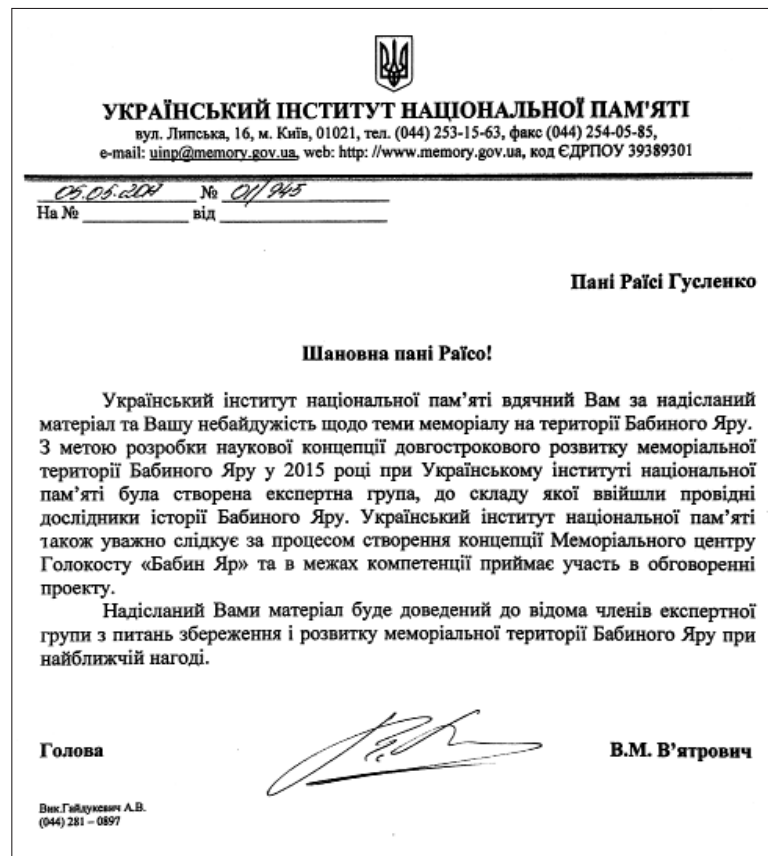 УКРАЇНСЬКИЙ ІНСТИТУТ НАЦІОНАЛЬНОЇ ПАМ'ЯТІ
вул. Липська, 16, м. Київ, 01021, тел. (044) 253-15-63, факс (044) 254-05-85,
e-mail: uinp@memory.gov.ua, web: http: //www.memory.gov.ua, код ЄДРПОУ 39389301
№ 01/945
На № від
Пані Раїсі Гусленко
Шановна пані Раїсо!
Український інститут національної пам’яті вдячний Вам за надісланий
матеріал та Вашу небайдужість щодо теми меморіалу на території Бабиного Яру.
З метою розробки наукової концепції довгострокового розвитку меморіальної
території Бабиного Яру у 2015 році при Українському інституті національної
пам’яті була створена експертна група, до складу якої ввійшли провідні
дослідники історії Бабиного Яру. Український інститут національної пам’яті
також уважно слідкує за процесом створення концепції Меморіального центру
Голокосту «Бабин Яр» та в межах компетенції приймає участь в обговоренні
проекту.
Надісланий Вами матеріал буде доведений до відома членів експертної
групи з питань збереження і розвитку меморіальної території Бабиного Яру при
найближчій нагоді.
Голова В.М. В’ятрович
Вик.Гайдукевич А.В.
(044) 281 – 0897